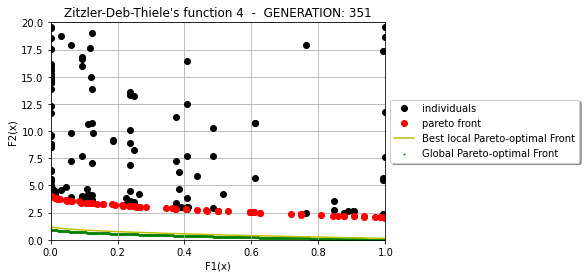 Zitzler-Deb-Thiele's function 4 - GENERATION: 351
20.0
17.5
15.0
12.5
10.0
7.5
5.0
2.5
0.0
F2(x)
0.0 0.2 0.4 0.6 0.8 1.0
F1(x)
individuals
pareto front
Best local Pareto-optimal Front
Global Pareto-optimal Front